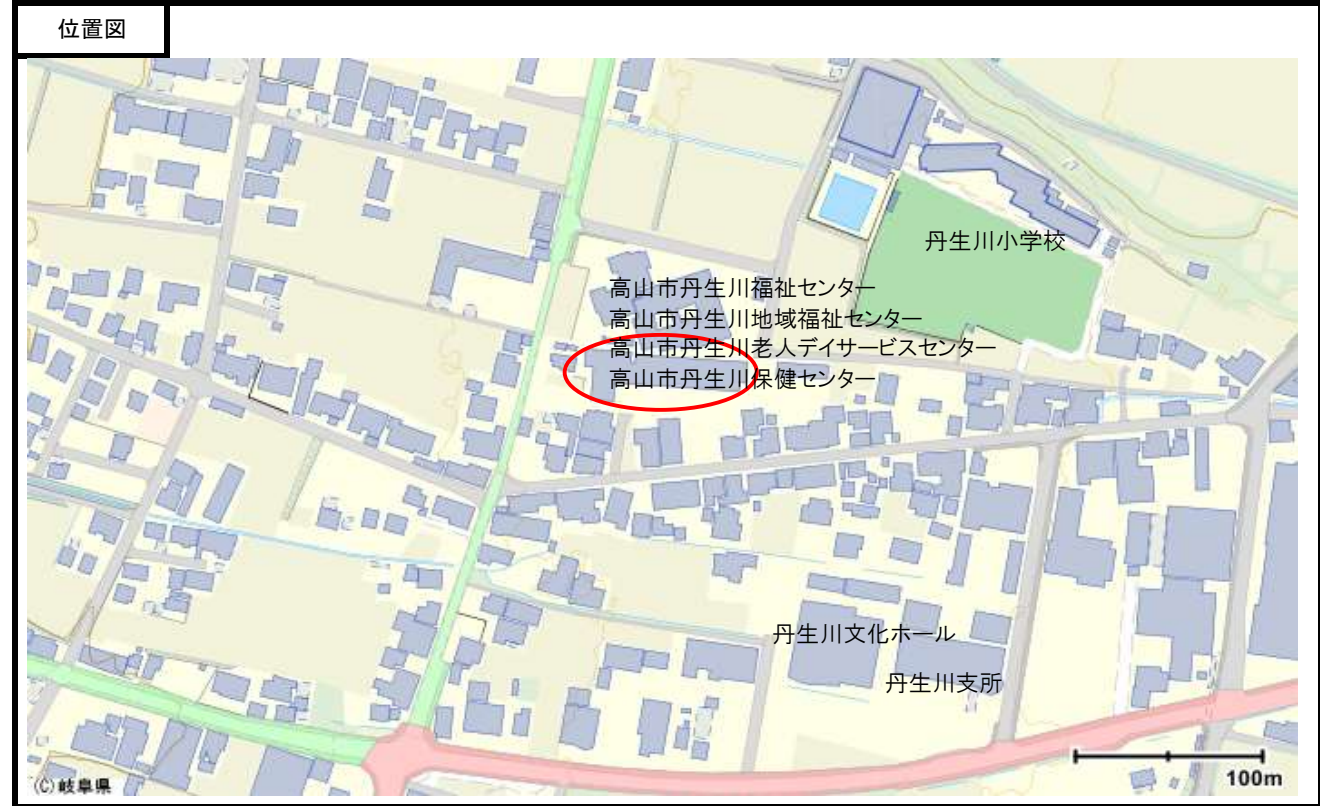 位置図
丹生川小学校
高山市丹生川福祉センター
高山市丹生川地域福祉センター
高山市丹生川老人デイサービスセンター
高山市丹生川保健センター
丹生川文化ホール
丹生川支所
100m
(C)岐阜県